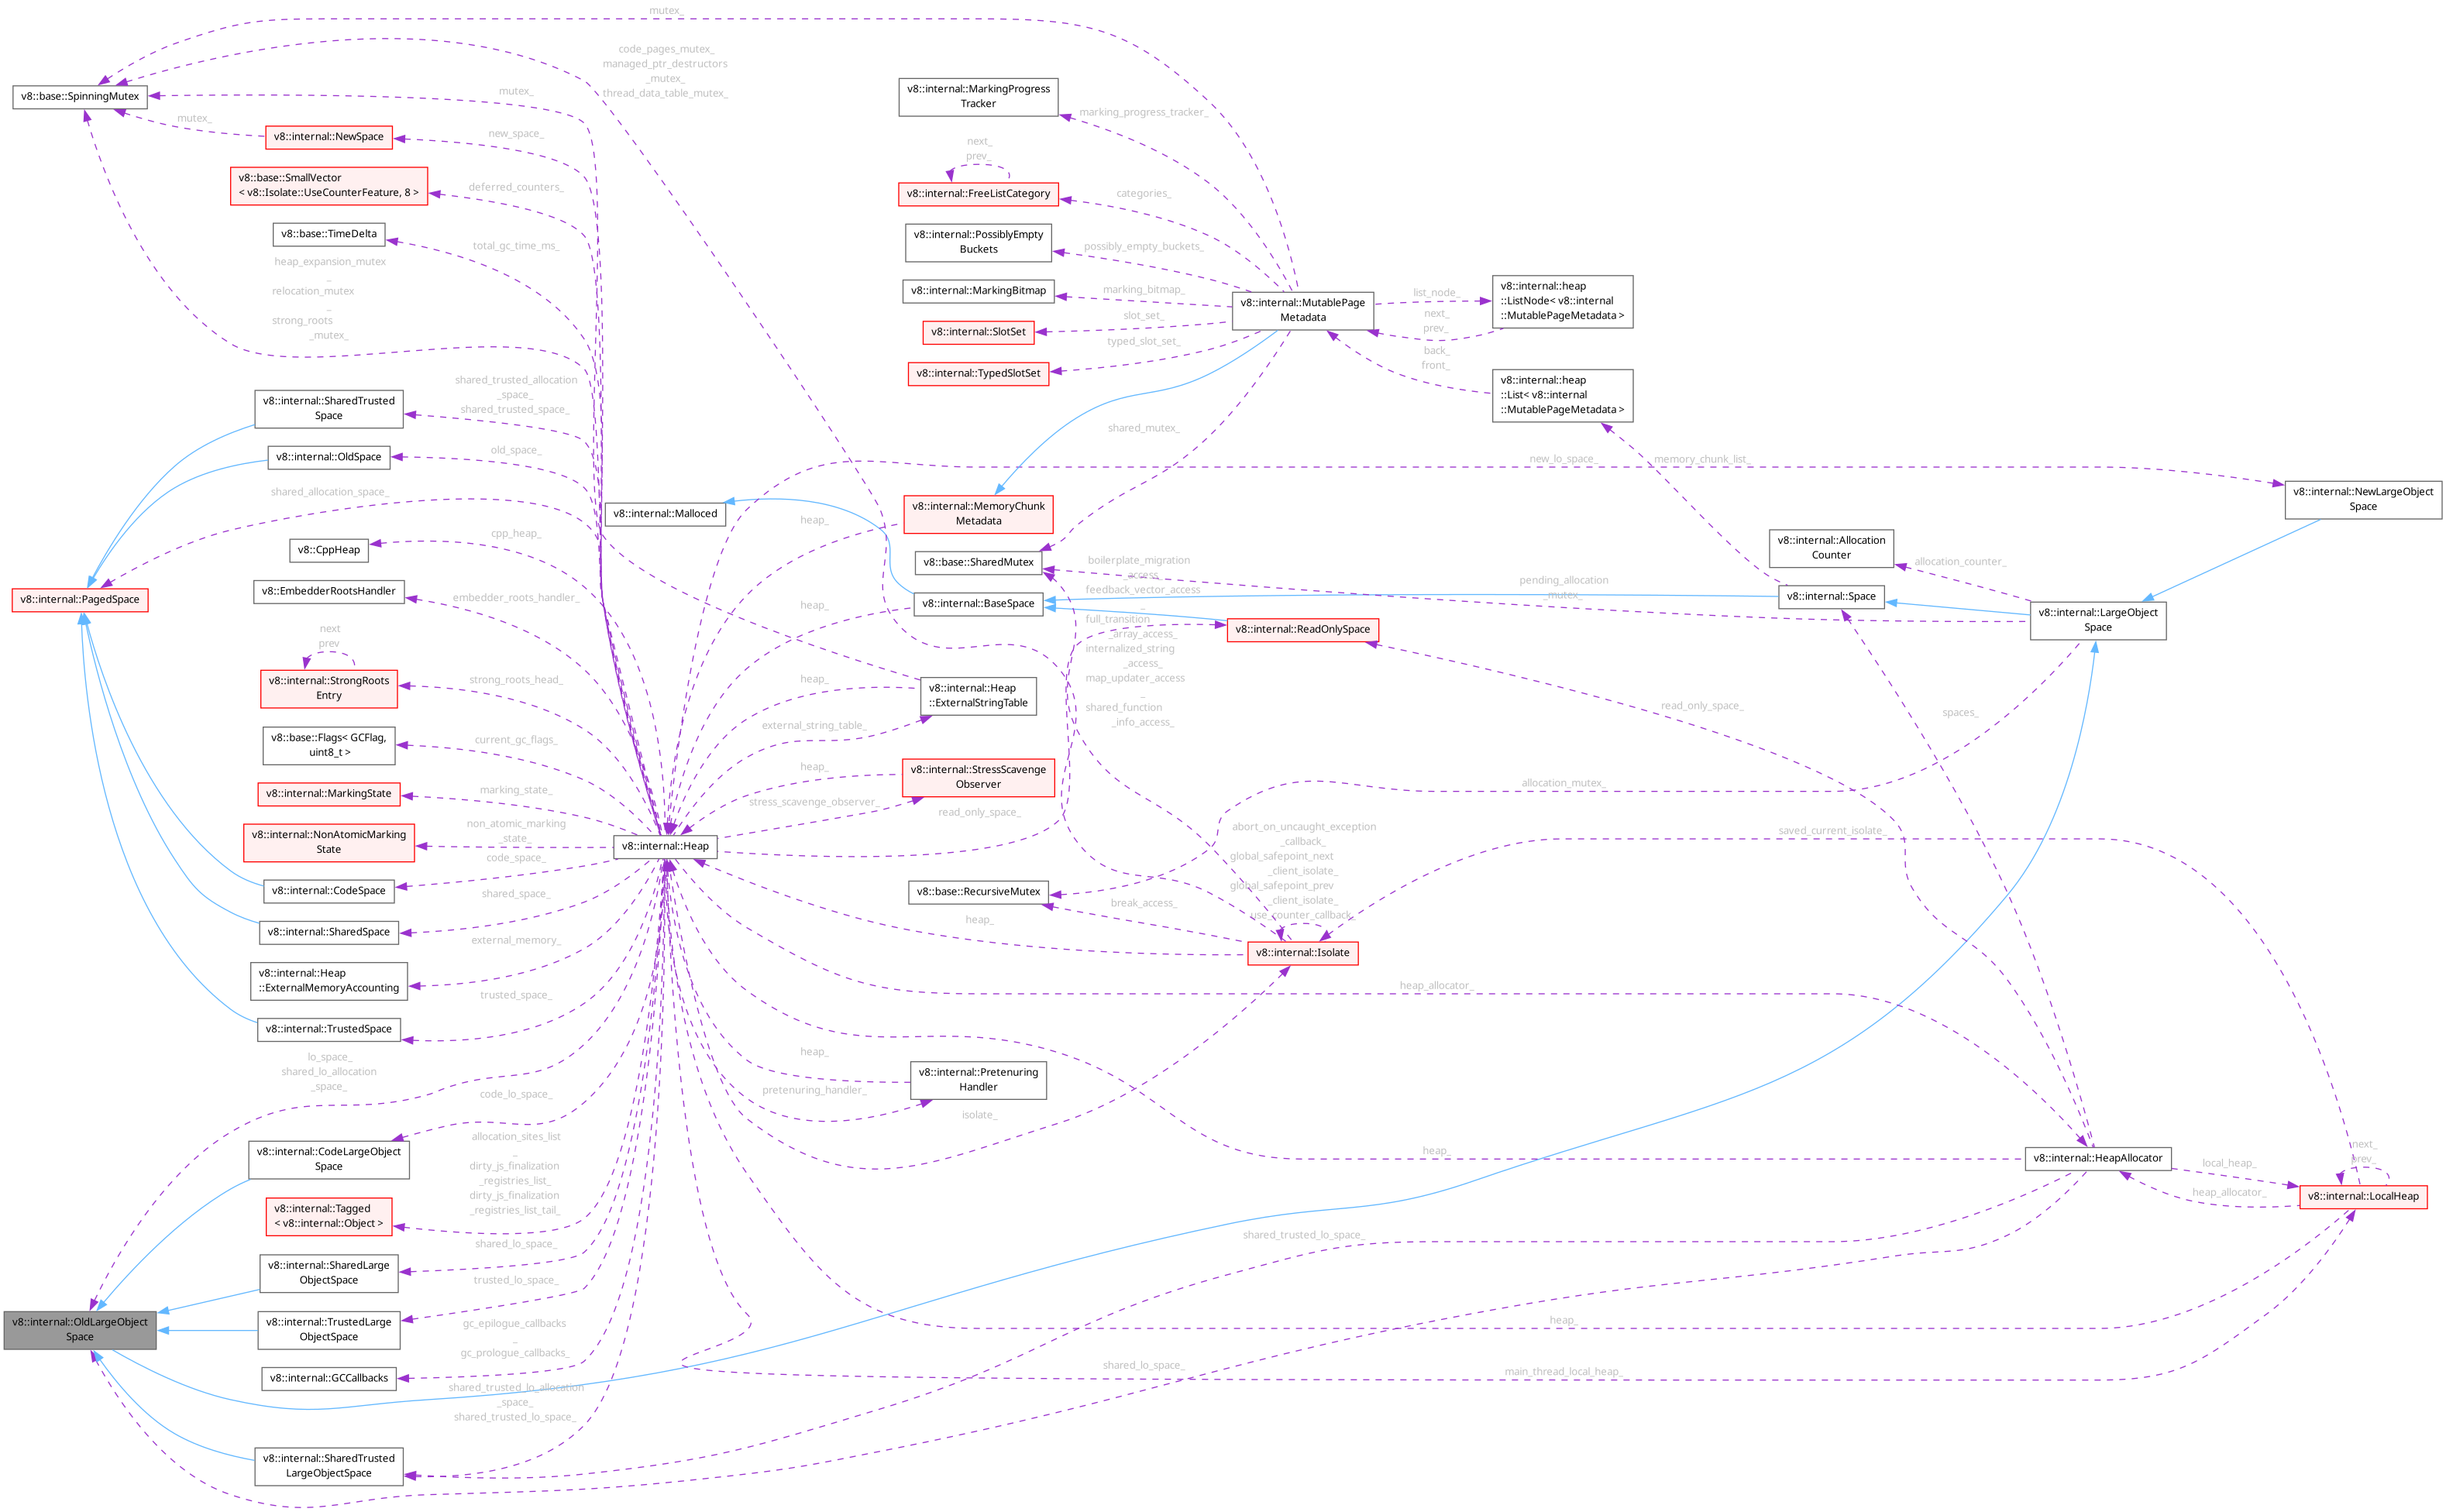 mutex_
code_pages_mutex_
managed_ptr_destructors
_mutex_
thread_data_table_mutex_
v8::base::SpinningMutex
mutex_
mutex_
v8::internal::NewSpace
new_space_
v8::base::SmallVector
< v8::Isolate::UseCounterFeature, 8 >
deferred_counters_
v8::base::TimeDelta
total_gc_time_ms_
heap_expansion_mutex
_
relocation_mutex
_
strong_roots
_mutex_
v8::internal::SharedTrusted
Space
shared_trusted_allocation
_space_
shared_trusted_space_
v8::internal::OldSpace
old_space_
shared_allocation_space_
v8::CppHeap
cpp_heap_
v8::internal::PagedSpace
v8::EmbedderRootsHandler
embedder_roots_handler_
next
prev
v8::internal::StrongRoots
Entry
strong_roots_head_
v8::base::Flags< GCFlag,
uint8_t >
current_gc_flags_
v8::internal::MarkingState
marking_state_
v8::internal::NonAtomicMarking
State
non_atomic_marking
_state_
v8::internal::CodeSpace
code_space_
v8::internal::SharedSpace
shared_space_
v8::internal::Heap
::ExternalMemoryAccounting
external_memory_
v8::internal::TrustedSpace
trusted_space_
lo_space_
shared_lo_allocation
_space_
v8::internal::CodeLargeObject
Space
code_lo_space_
v8::internal::Tagged
< v8::internal::Object >
allocation_sites_list
_
dirty_js_finalization
_registries_list_
dirty_js_finalization
_registries_list_tail_
v8::internal::SharedLarge
ObjectSpace
shared_lo_space_
v8::internal::OldLargeObject
Space
v8::internal::TrustedLarge
ObjectSpace
trusted_lo_space_
v8::internal::GCCallbacks
gc_epilogue_callbacks
_
gc_prologue_callbacks_
v8::internal::SharedTrusted
LargeObjectSpace
shared_trusted_lo_allocation
_space_
shared_trusted_lo_space_
v8::internal::Malloced
v8::internal::Heap
v8::internal::MarkingProgress
Tracker
marking_progress_tracker_
next_
prev_
v8::internal::FreeListCategory
categories_
v8::internal::PossiblyEmpty
Buckets
possibly_empty_buckets_
v8::internal::MarkingBitmap
marking_bitmap_
v8::internal::SlotSet
slot_set_
v8::internal::TypedSlotSet
typed_slot_set_
v8::internal::MutablePage
Metadata
list_node_
next_
prev_
back_
front_
v8::internal::heap
::ListNode< v8::internal
::MutablePageMetadata >
v8::internal::heap
::List< v8::internal
::MutablePageMetadata >
shared_mutex_
new_lo_space_
memory_chunk_list_
v8::internal::NewLargeObject
Space
heap_
v8::internal::MemoryChunk
Metadata
v8::base::SharedMutex
v8::internal::BaseSpace
heap_
boilerplate_migration
_access_
feedback_vector_access
_
full_transition
_array_access_
internalized_string
_access_
map_updater_access
_
shared_function
_info_access_
pending_allocation
_mutex_
v8::internal::ReadOnlySpace
v8::internal::Allocation
Counter
allocation_counter_
v8::internal::Space
v8::internal::LargeObject
Space
heap_
v8::internal::Heap
::ExternalStringTable
external_string_table_
read_only_space_
spaces_
heap_
v8::internal::StressScavenge
Observer
stress_scavenge_observer_
read_only_space_
allocation_mutex_
abort_on_uncaught_exception
_callback_
global_safepoint_next
_client_isolate_
global_safepoint_prev
_client_isolate_
use_counter_callback_
saved_current_isolate_
v8::base::RecursiveMutex
break_access_
heap_
v8::internal::Isolate
heap_allocator_
heap_
v8::internal::Pretenuring
Handler
pretenuring_handler_
isolate_
heap_
v8::internal::HeapAllocator
local_heap_
heap_allocator_
next_
prev_
v8::internal::LocalHeap
shared_trusted_lo_space_
heap_
shared_lo_space_
main_thread_local_heap_